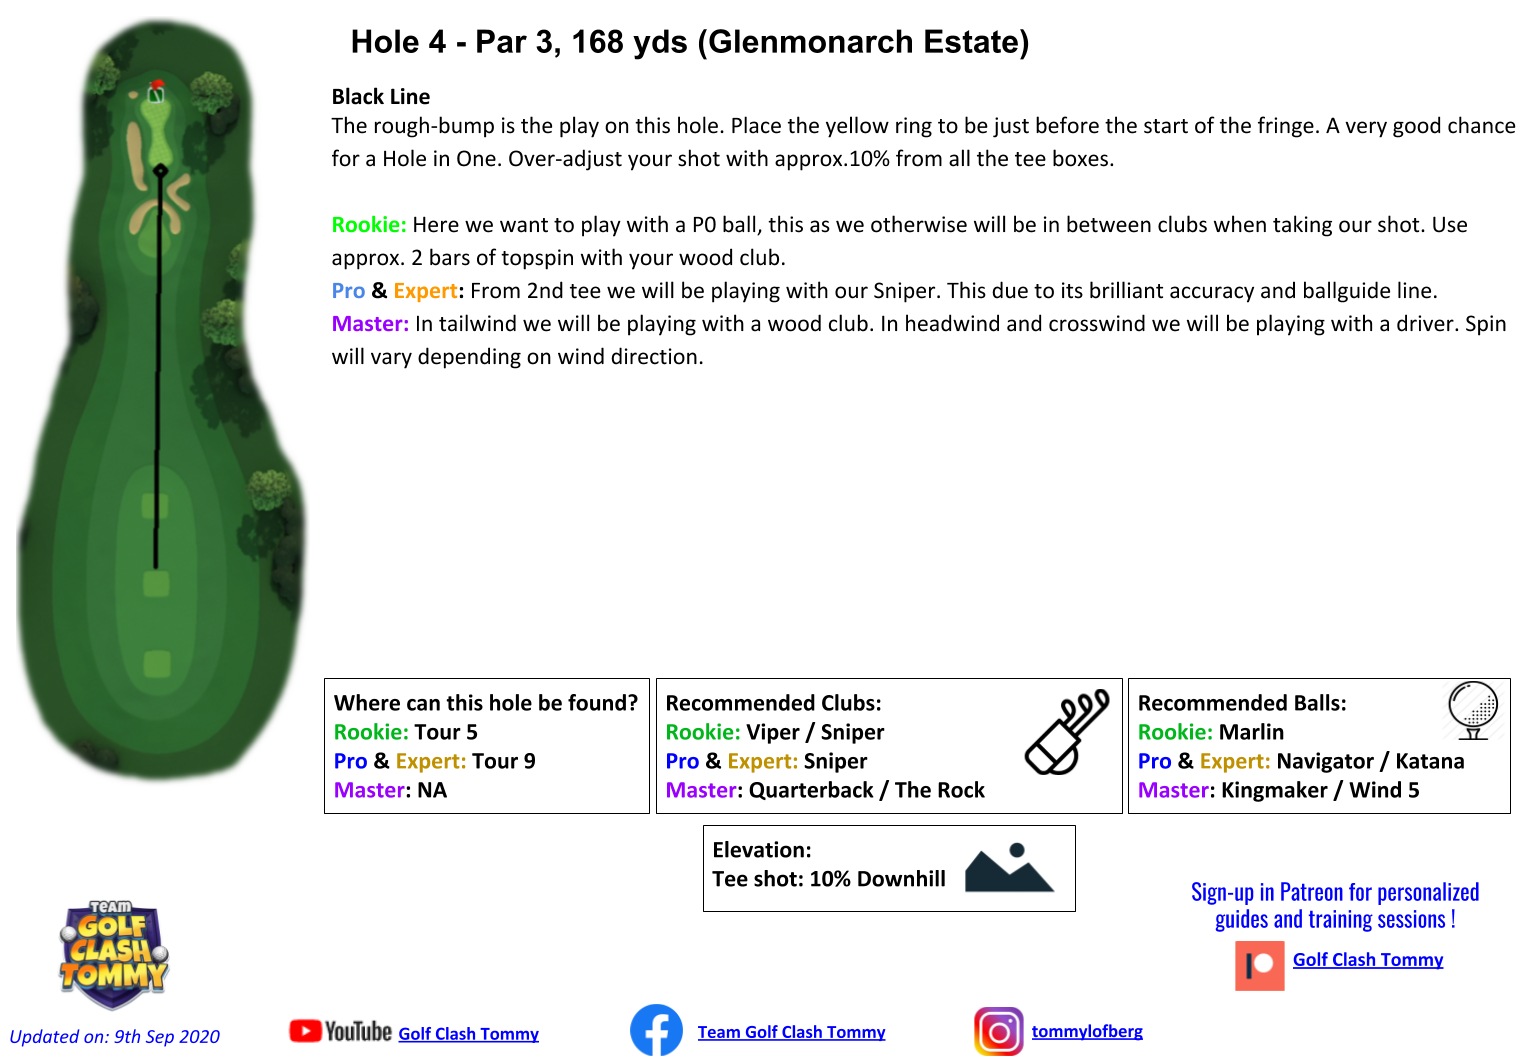 Hole 4 - Par 3, 168 yds (Glenmonarch Estate)
Black Line
The rough-bump is the play on this hole. Place the yellow ring to be just before the start of the fringe. A very good chance
for a Hole in One. Over-adjust your shot with approx.10% from all the tee boxes.
Rookie: Here we want to play with a P0 ball, this as we otherwise will be in between clubs when taking our shot. Use
approx. 2 bars of topspin with your wood club.
Pro & Expert: From 2nd tee we will be playing with our Sniper. This due to its brilliant accuracy and ballguide line.
Master: In tailwind we will be playing with a wood club. In headwind and crosswind we will be playing with a driver. Spin
will vary depending on wind direction.
Where can this hole be found?
Rookie: Tour 5
Pro & Expert: Tour 9
Master: NA
Recommended Clubs:
Rookie: Viper / Sniper
Pro & Expert: Sniper
Master: Quarterback / The Rock
Recommended Balls:
Rookie: Marlin
Pro & Expert: Navigator / Katana
Master: Kingmaker / Wind 5
Elevation:
Tee shot: 10% Downhill
Sign-up in Patreon for personalized
guides and training sessions !
Golf Clash Tommy
TEAM
GOLF
CLASH
TOMMY
Updated on: 9th Sep 2020
YouTube Golf Clash Tommy
Team Golf Clash Tommy
tommylofberg